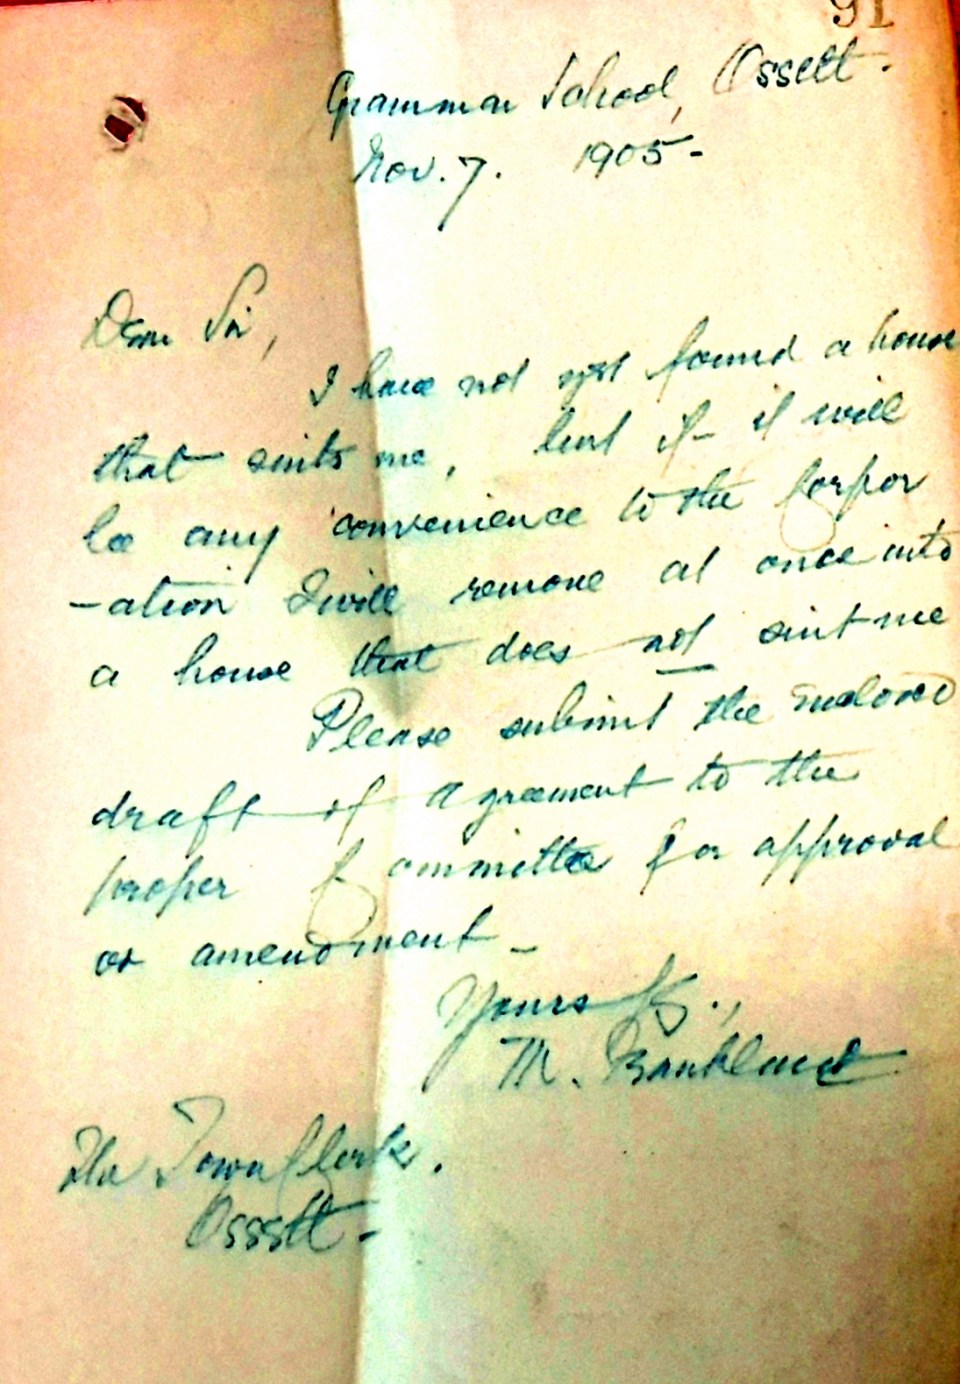 91
Grammar School, Ossett.
Nov. 7. 1905-
Dear Sir,
I have not yet found a house
that suits me, but if it will
be any convenience to the Corpor
-ation I will remove at once into
a house that does not suit me
Please submit the enclosed
draft of Agreement to the
proper Committee for approval
or amendment -
Yours
M. Frankland
The Town Clerk.
Ossett -